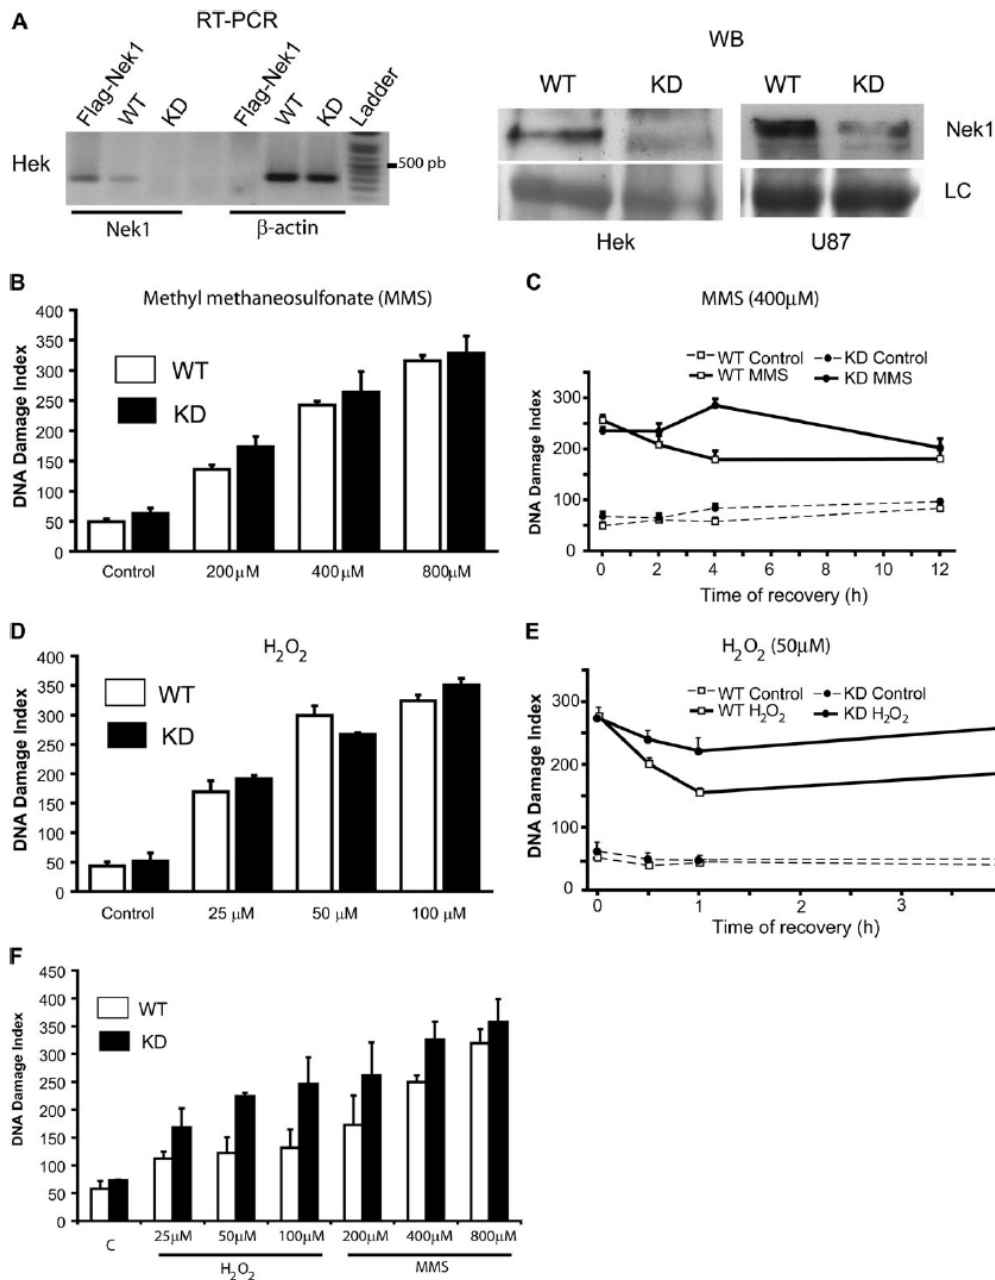 A
RT-PCR
Flag-Nek1
WT
KD
Flag-Nek1
WT
KD
Ladder
Hek
500 pb
Nek1
β-actin
WB
WT KD WT KD
Nek1
LC
Hek U87
B
Methyl methaneosulfonate (MMS)
DNA Damage Index
400
350
300
250
200
150
100
50
0
WT
KD
Control 200μM 400μM 800μM
C
MMS (400μM)
WT Control KD Control
WT MMS KD MMS
DNA Damage Index
300
200
100
0
0 2 4 6 8 10 12
Time of recovery (h)
D
H2O2
DNA Damage Index
400
350
300
250
200
150
100
50
0
WT
KD
Control 25 μM 50 μM 100 μM
E
H2O2 (50μM)
WT Control KD Control
WT H2O2 KD H2O2
DNA Damage Index
300
200
100
0
0 1 2 3
Time of recovery (h)
F
DNA Damage Index
450
400
350
300
250
200
150
100
50
0
WT
KD
C 25μM 50μM 100μM 200μM 400μM 800μM
H2O2 MMS